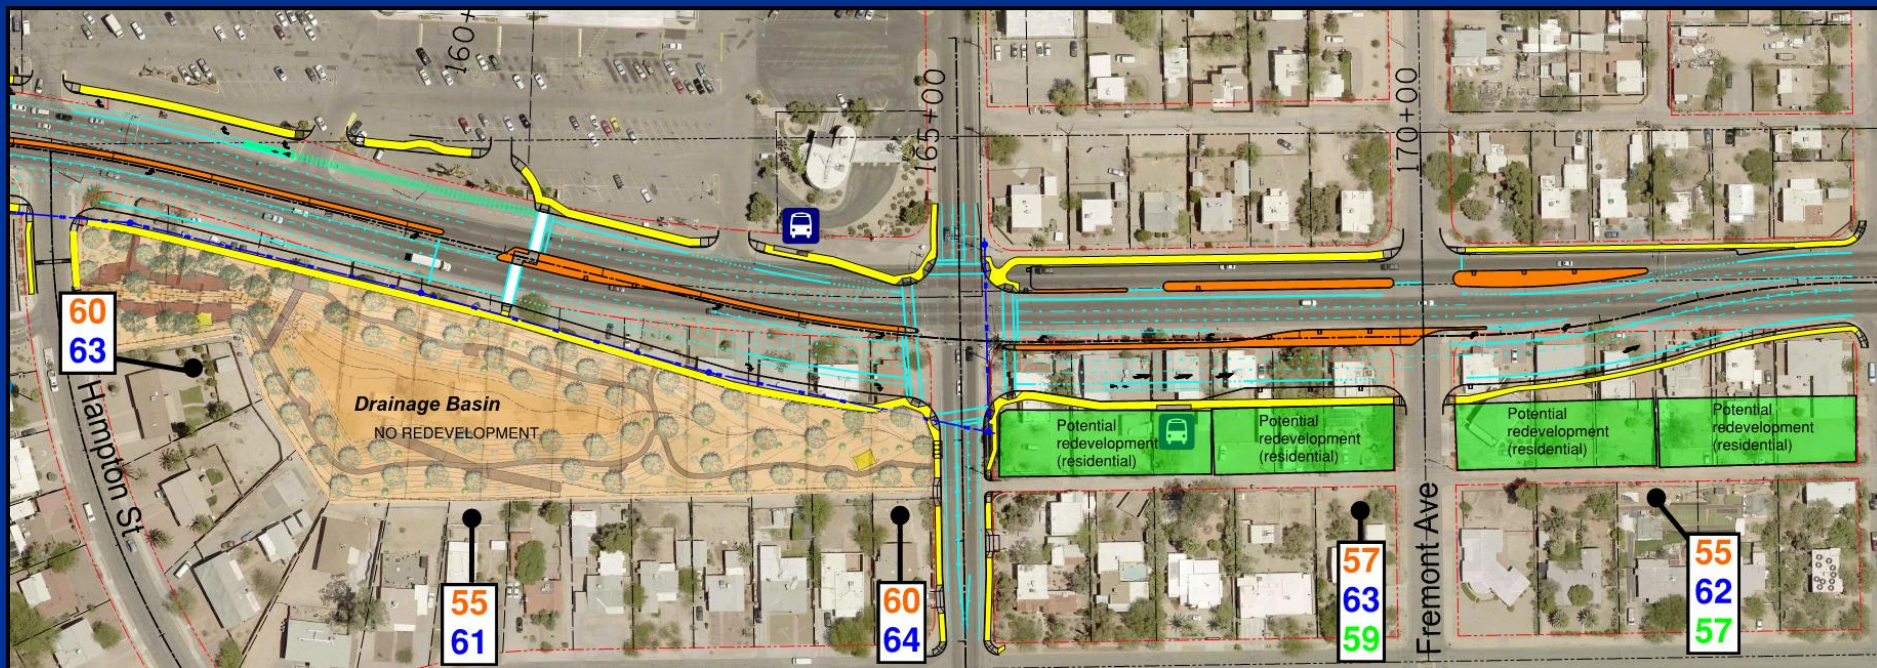 160+
165+00
170+00
60
63
Hampton St
Drainage Basin
NO REDEVELOPMENT
Potential
redevelopment
(residential)
Potential
redevelopment
(residential)
Potential
redevelopment
(residential)
Potential
redevelopment
(residential)
55
61
60
64
57
63
59
Fremont Ave
55
62
57